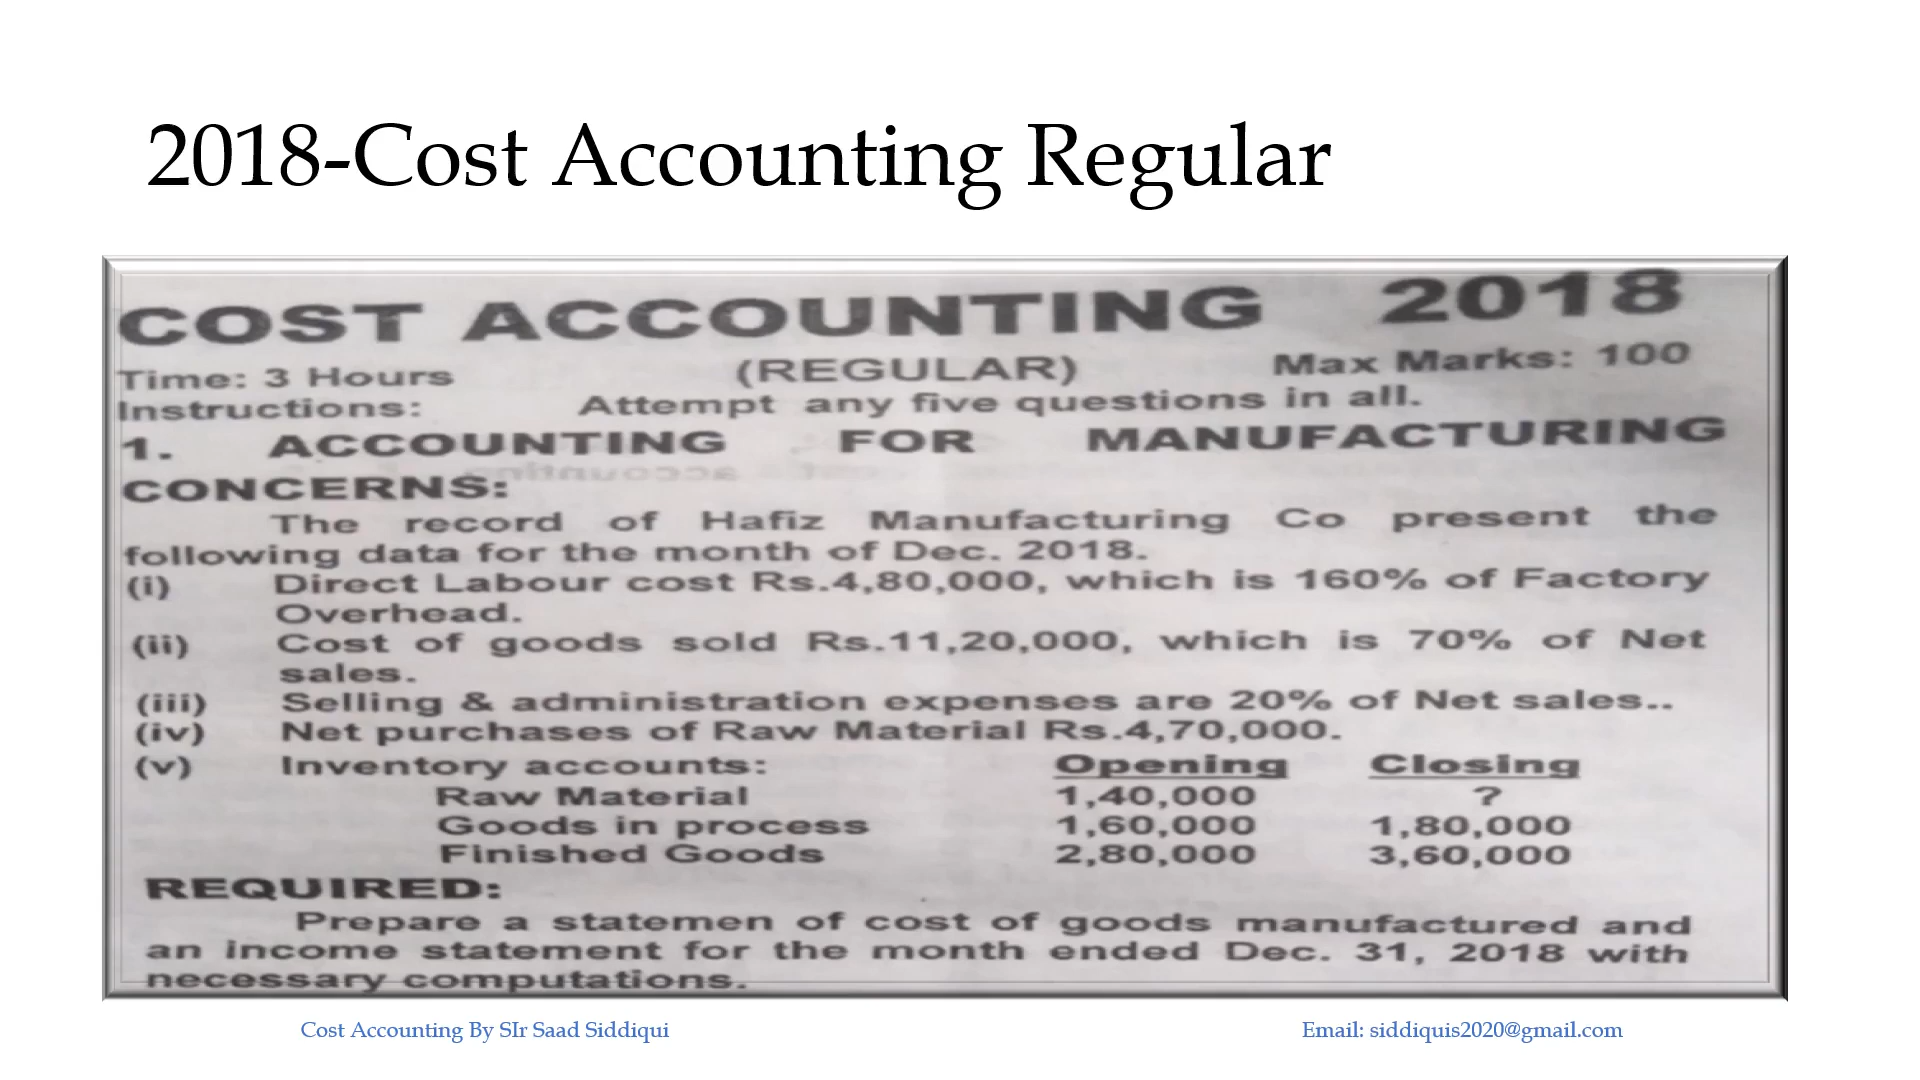 2018-Cost Accounting Regular
COST ACCOUNTING 2018
Time: 3 Hours (REGULAR) Max Marks: 100
Instructions: Attempt any five questions in all.
1. ACCOUNTING FOR MANUFACTURING
CONCERNS:
The record of Hafiz Manufacturing Co present the
following data for the month of Dec. 2018.
(i) Direct Labour cost Rs.4,80,000, which is 160% of Factory
Overhead.
(ii) Cost of goods sold Rs.11,20,000, which is 70% of Net
sales.
(iii) Selling & administration expenses are 20% of Net sales..
(iv) Net purchases of Raw Material Rs.4,70,000.
(v) Inventory accounts: Opening Closing
Raw Material 1,40,000 ?
Goods in process 1,60,000 1,80,000
Finished Goods 2,80,000 3,60,000
REQUIRED:
Prepare a statemen of cost of goods manufactured and
an income statement for the month ended Dec. 31, 2018 with
necessary computations.
Cost Accounting By SIr Saad Siddiqui Email: siddiquis2020@gmail.com